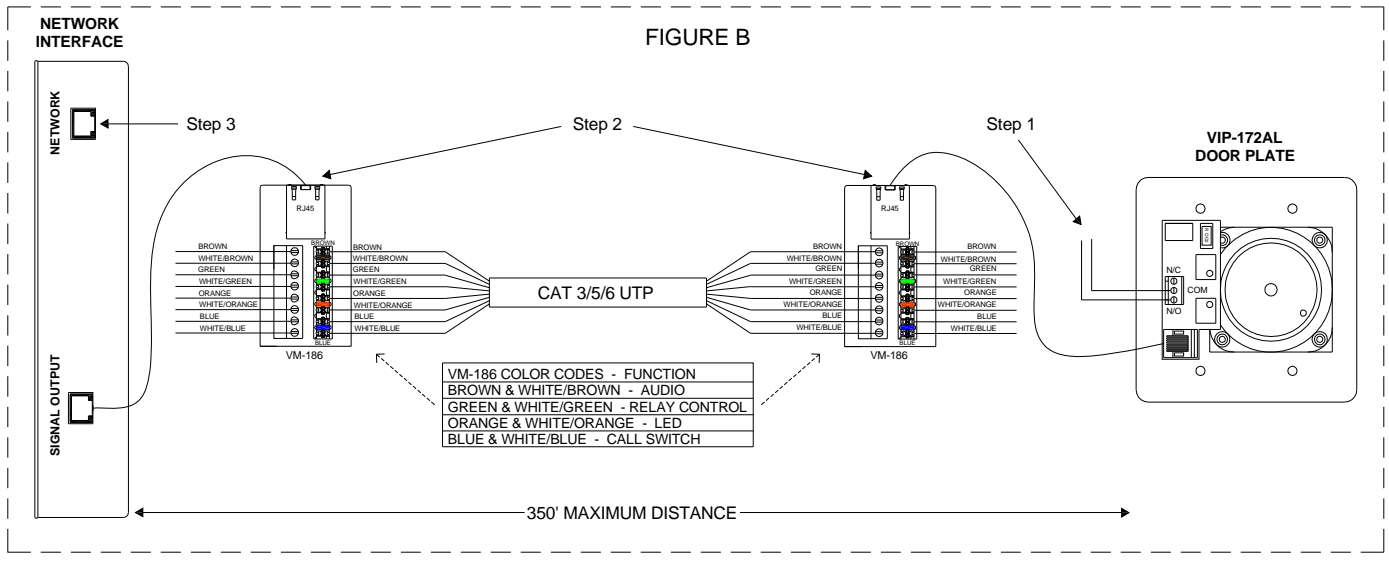 NETWORK
INTERFACE
FIGURE B
NETWORK
Step 3
Step 2
Step 1
VIP-172AL
DOOR PLATE
RJ45
RJ45
BROWN
BROWN
BROWN
WHITE/BROWN
WHITE/BROWN
GREEN
GREEN
WHITE/GREEN
WHITE/GREEN
ORANGE
ORANGE
WHITE/ORANGE
WHITE/ORANGE
BLUE
BLUE
WHITE/BLUE
WHITE/BLUE
BLUE
VM-186
CAT 3/5/6 UTP
BROWN
BROWN
BROWN
WHITE/BROWN
WHITE/BROWN
GREEN
GREEN
WHITE/GREEN
WHITE/GREEN
ORANGE
ORANGE
WHITE/ORANGE
WHITE/ORANGE
BLUE
BLUE
WHITE/BLUE
WHITE/BLUE
BLUE
VM-186
N/C
COM
N/O
SIGNAL OUTPUT
VM-186 COLOR CODES - FUNCTION
BROWN & WHITE/BROWN - AUDIO
GREEN & WHITE/GREEN - RELAY CONTROL
ORANGE & WHITE/ORANGE - LED
BLUE & WHITE/BLUE - CALL SWITCH
350' MAXIMUM DISTANCE